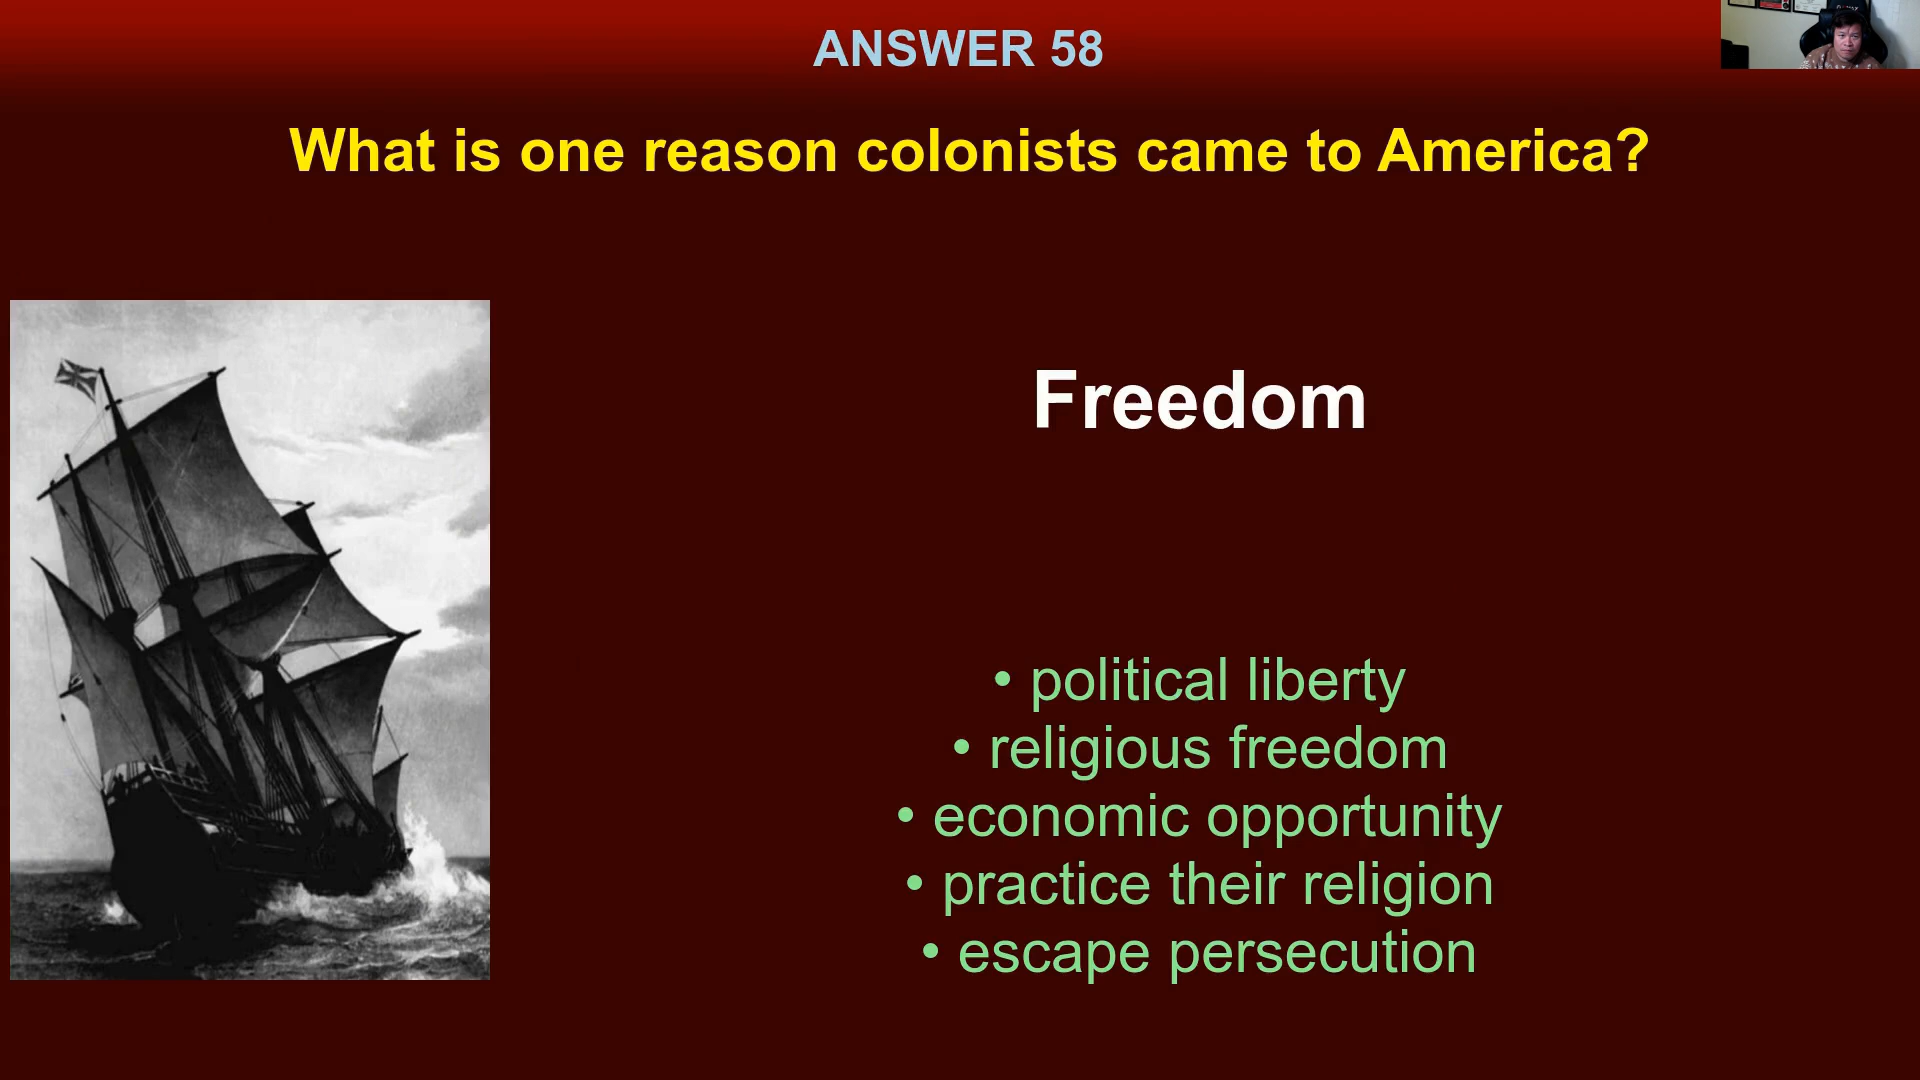 ANSWER 58
What is one reason colonists came to America?
Freedom
• political liberty
• religious freedom
• economic opportunity
• practice their religion
• escape persecution